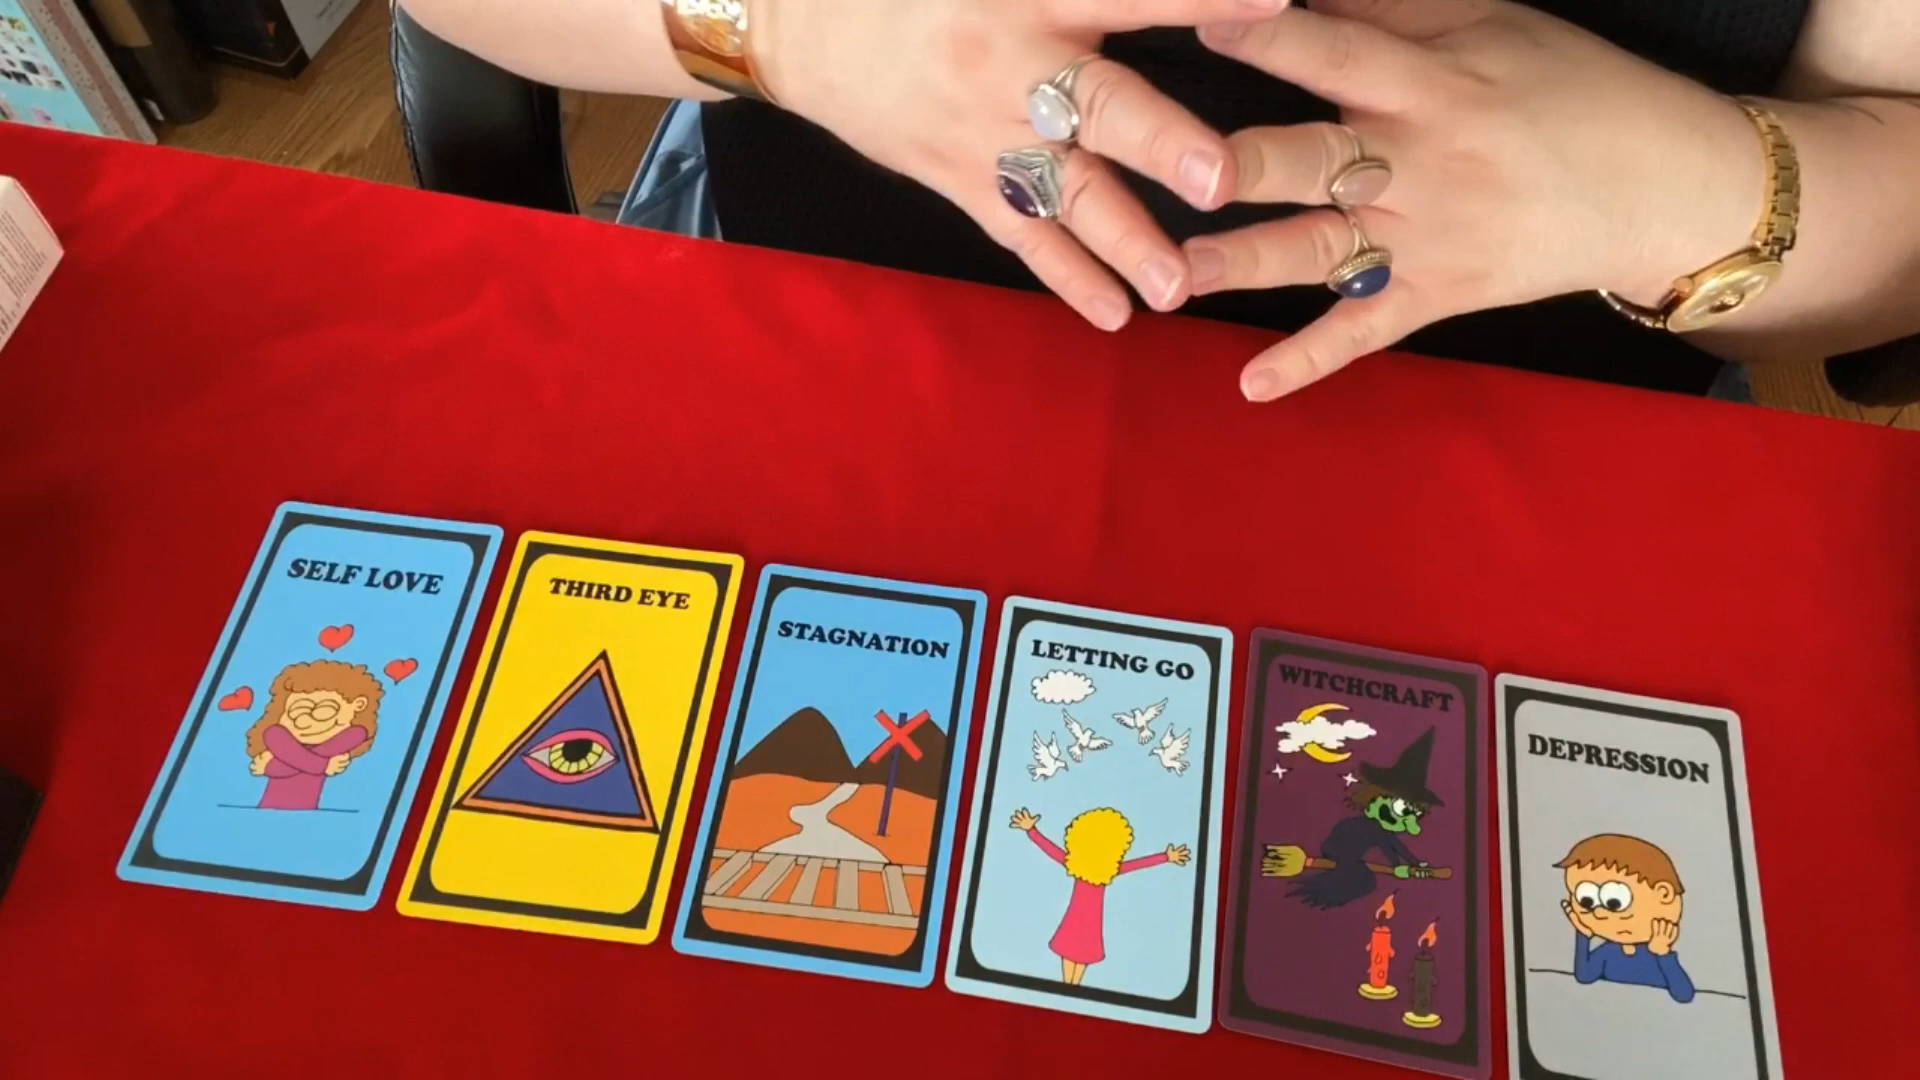 SELF LOVE
THIRD EYE
STAGNATION
LETTING GO
WITCHCRAFT
DEPRESSION